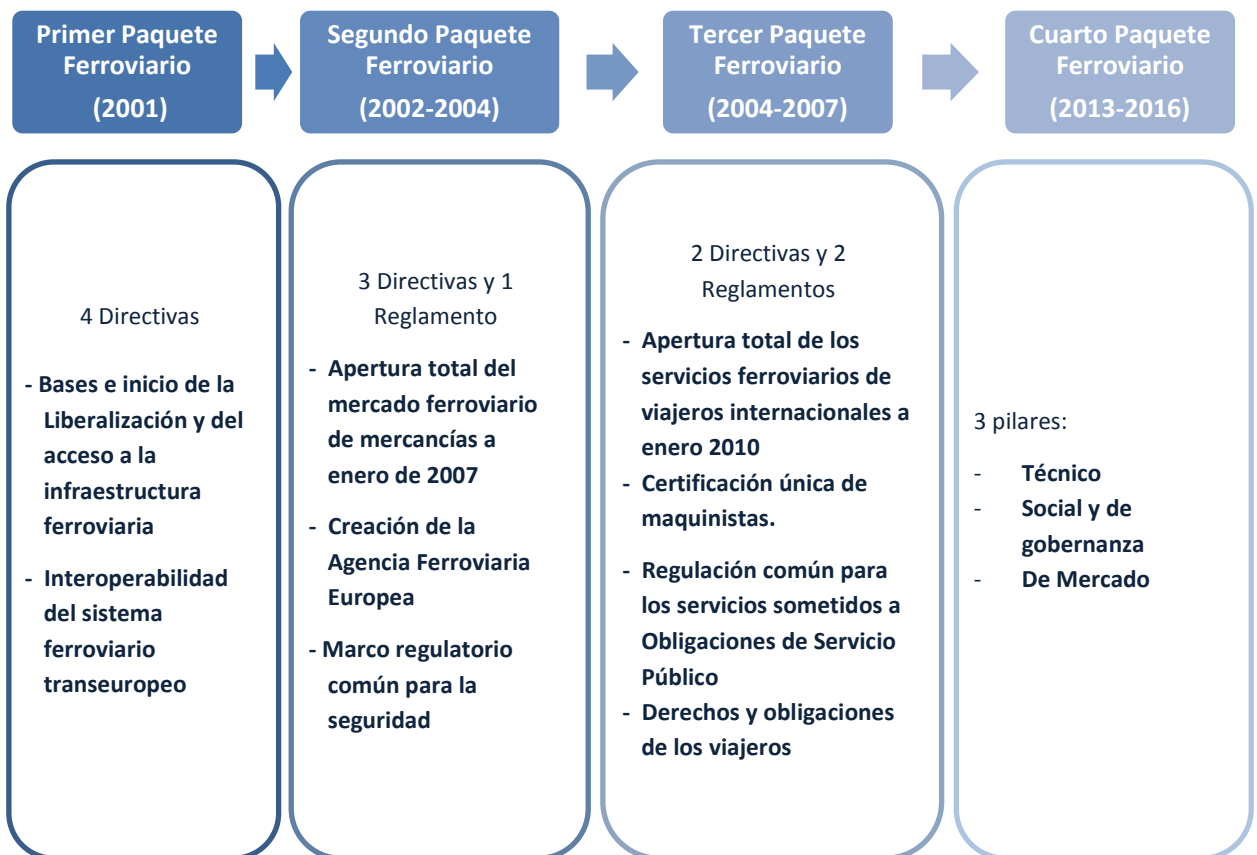 Primer Paquete
Ferroviario
(2001)
Segundo Paquete
Ferroviario
(2002-2004)
Tercer Paquete
Ferroviario
(2004-2007)
Cuarto Paquete
Ferroviario
(2013-2016)
4 Directivas
- Bases e inicio de la
Liberalización y del
acceso a la
infraestructura
ferroviaria
- Interoperabilidad
del sistema
ferroviario
transeuropeo
3 Directivas y 1
Reglamento
- Apertura total del
mercado ferroviario
de mercancías a
enero de 2007
- Creación de la
Agencia Ferroviaria
Europea
- Marco regulatorio
común para la
seguridad
2 Directivas y 2
Reglamentos
- Apertura total de los
servicios ferroviarios de
viajeros internacionales a
enero 2010
- Certificación única de
maquinistas.
- Regulación común para
los servicios sometidos a
Obligaciones de Servicio
Público
- Derechos y obligaciones
de los viajeros
3 pilares:
- Técnico
- Social y de
gobernanza
- De Mercado